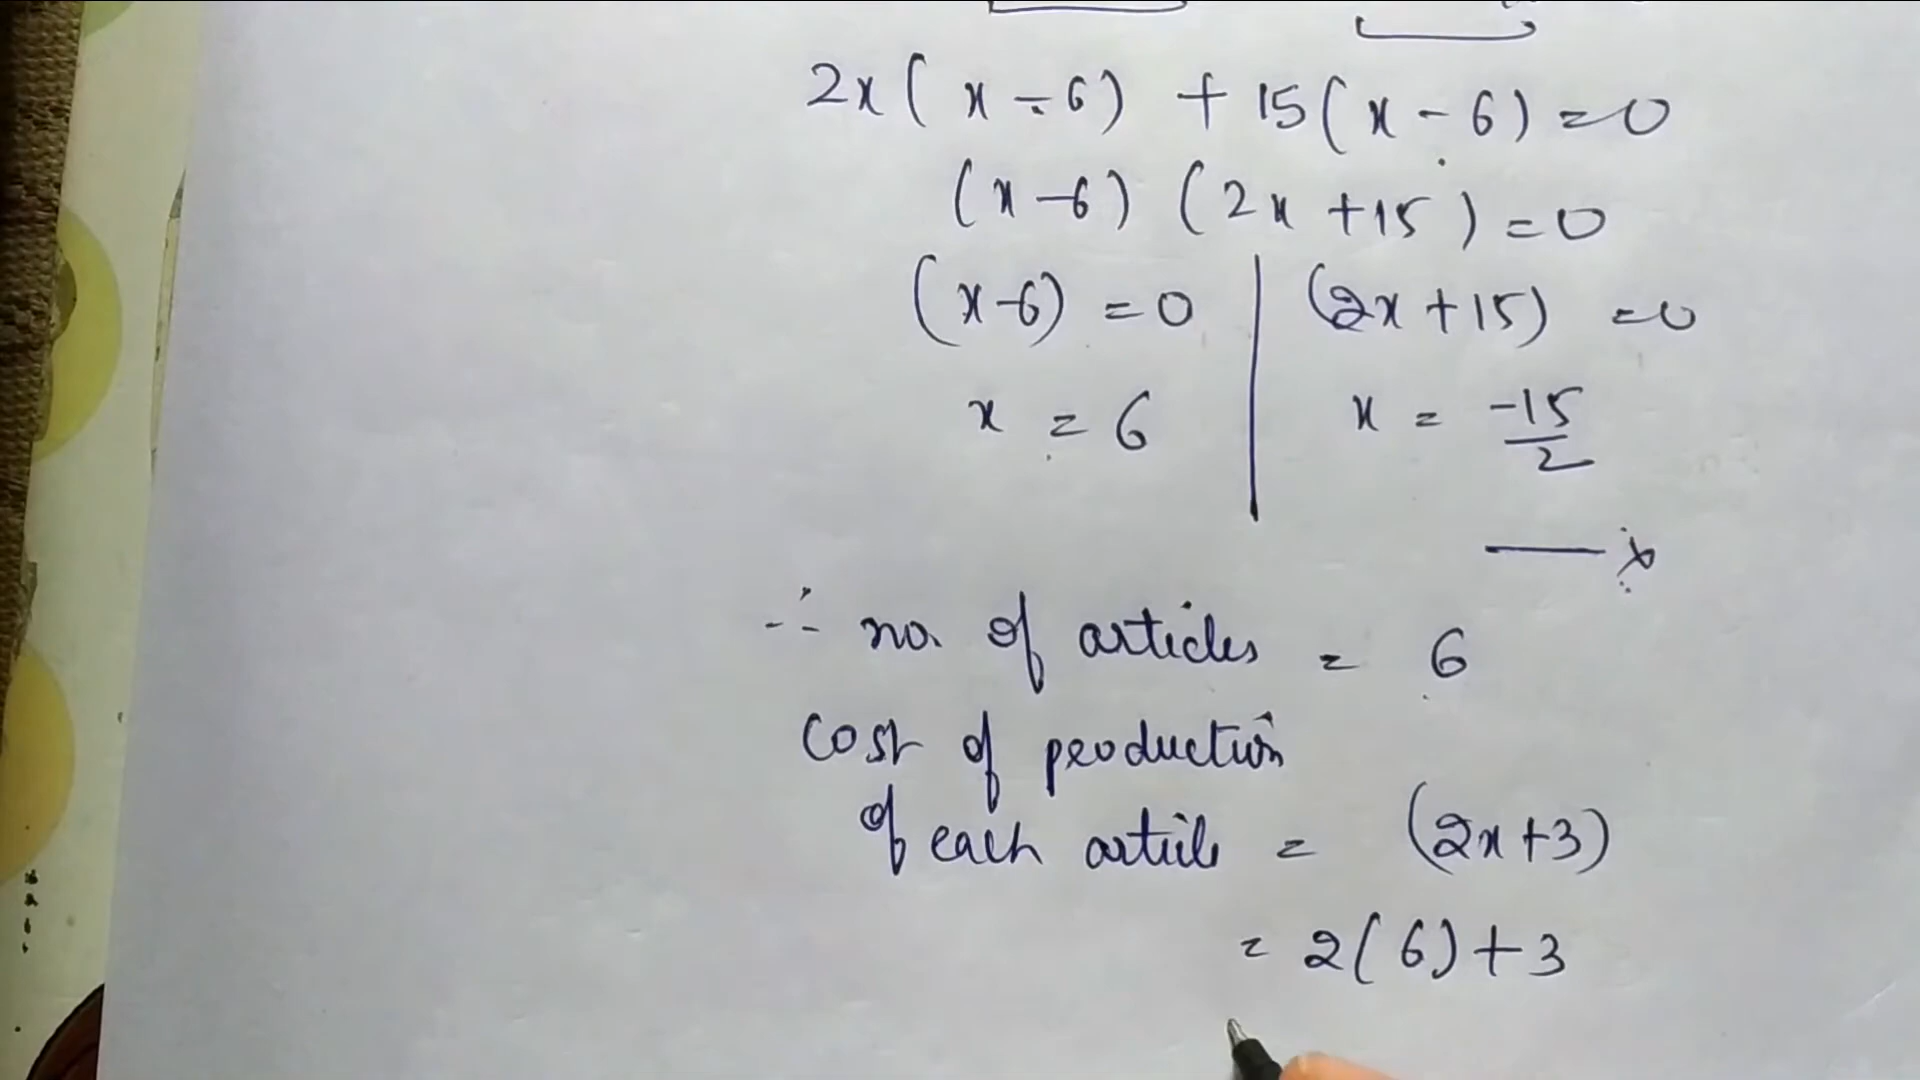 2x(x-6) + 15(x-6)=0
(x-6) (2x+15)=0
(x-6) =0 | (2x+15) =0
x = 6 | x = -15/2
x
∴ no. of articles = 6
Cost of production
of each article = (2x+3)
= 2(6)+3